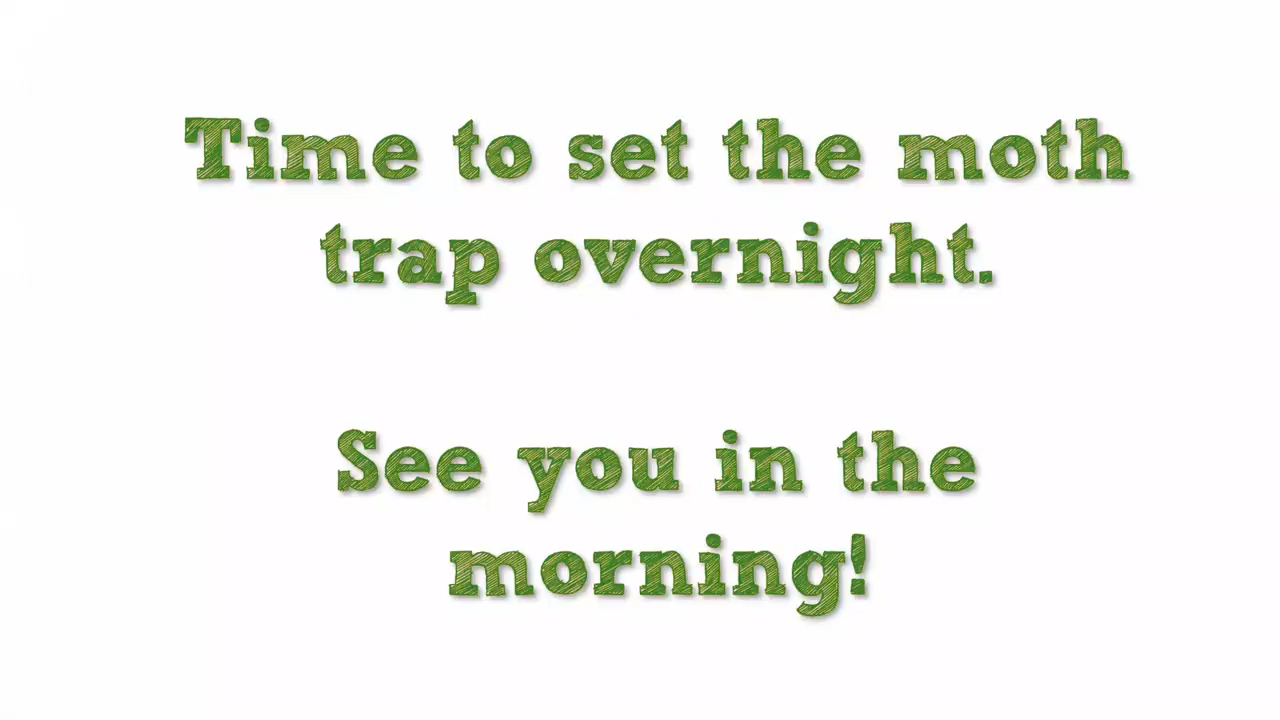 Time to set the moth
trap overnight.
See you in the
morning!